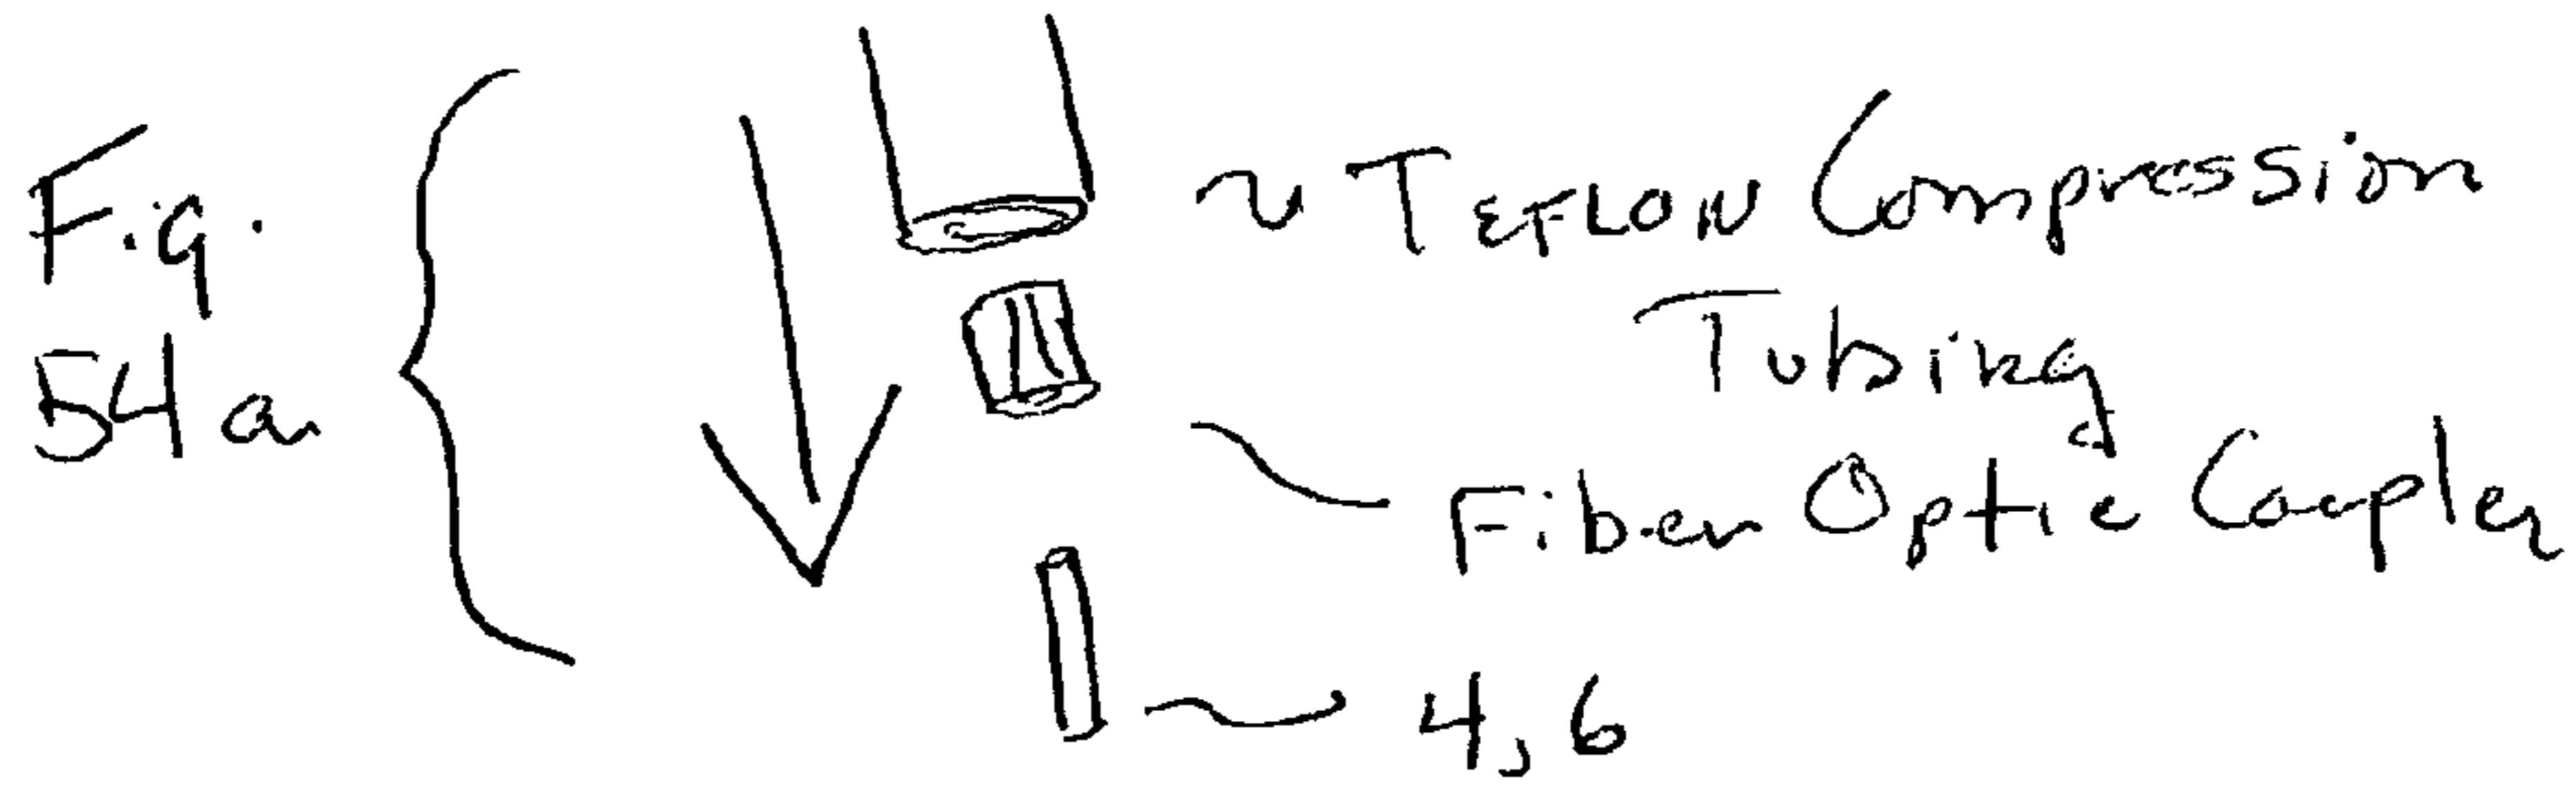 Fig.
54a
TEFLON Compression
Tubing
Fiber Optic Coupler
4, 6